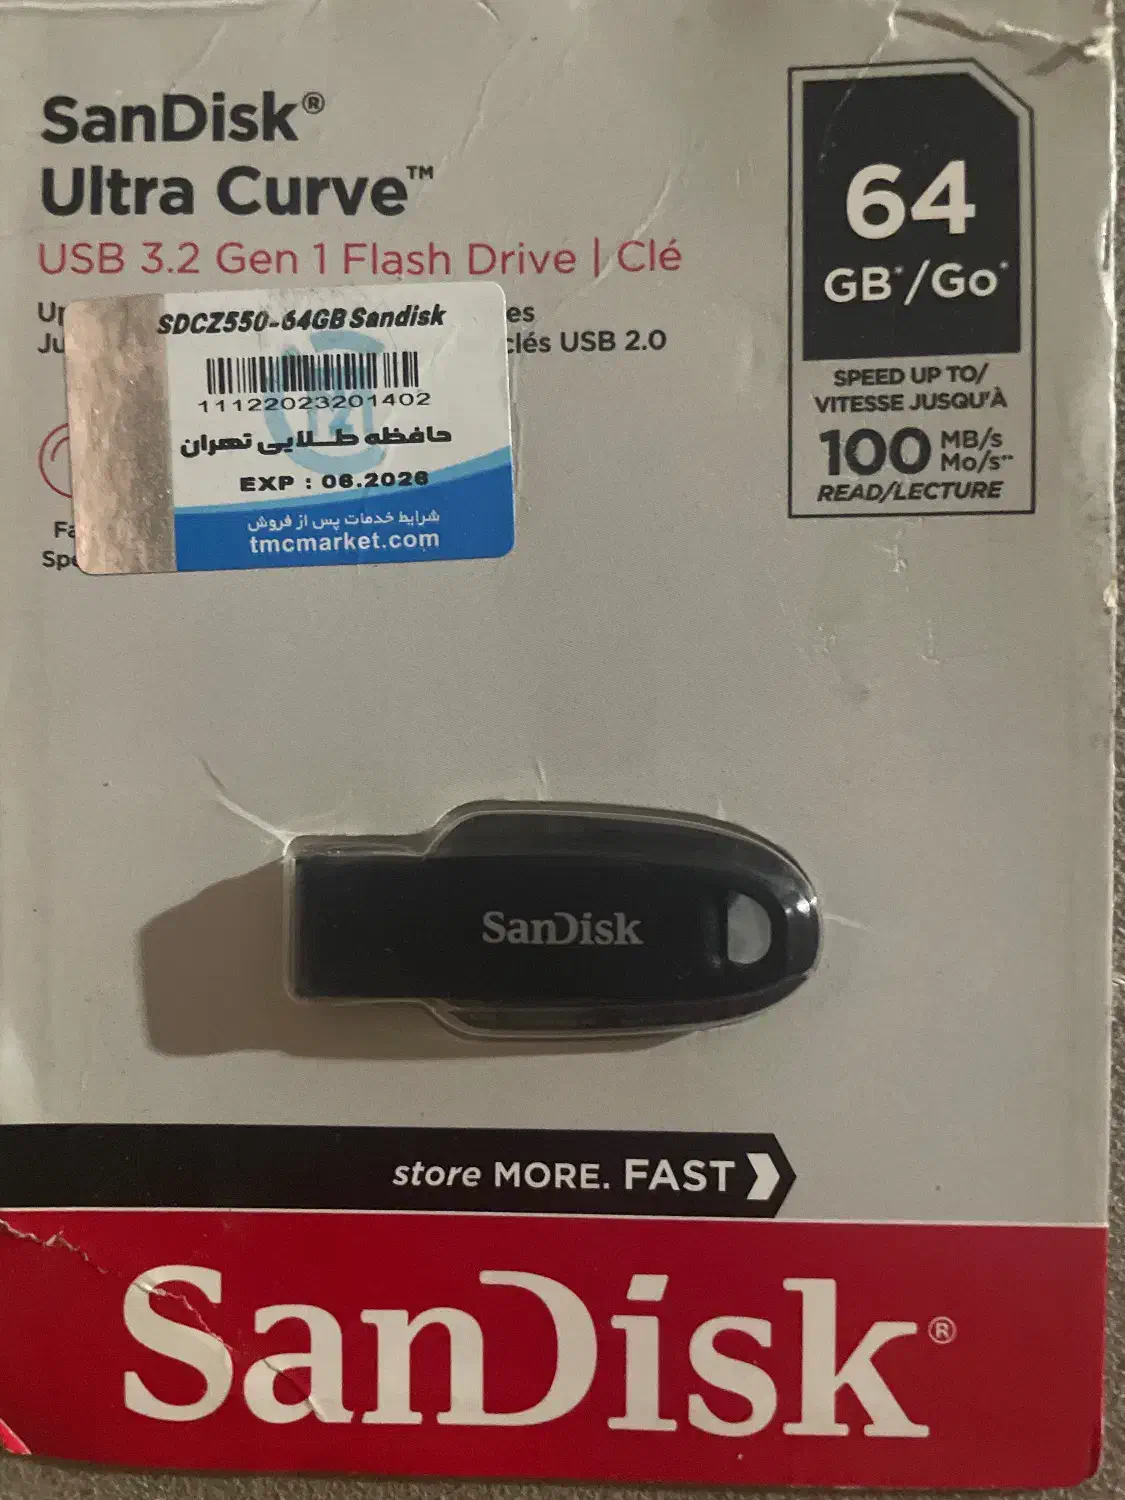 SanDisk®
Ultra Curve™
USB 3.2 Gen 1 Flash Drive | Clé
es
clés USB 2.0
SDCZ550-64GB Sandisk
11122023201402
حافظه طلایی تهران
EXP : 06.2026
شرایط خدمات پس از فروش
tmcmarket.com
64
GB*/Go*
SPEED UP TO/
VITESSE JUSQU'À
100 MB/s
Mo/s**
READ/LECTURE
SanDisk
store MORE. FAST
SanDisk®